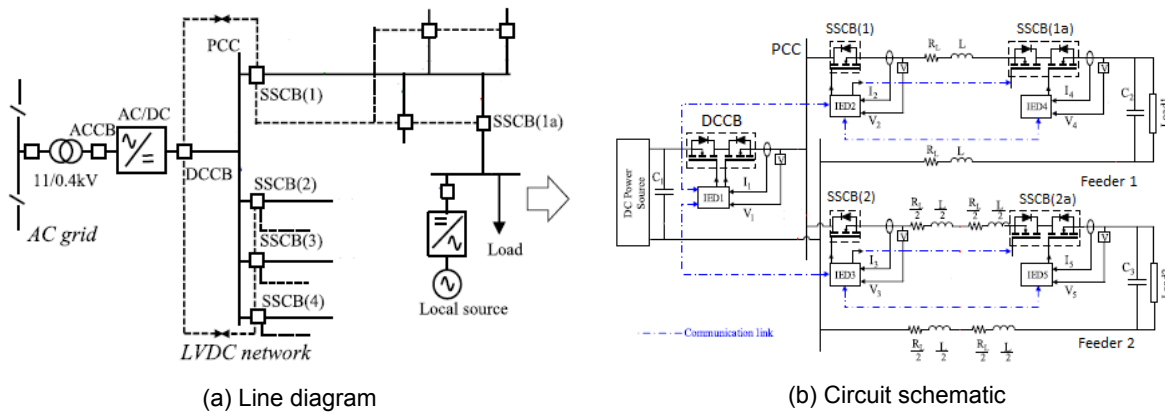 PCC
SSCB(1)
AC/DC
ACCB
SSCB(1a)
DCCB
11/0.4kV
SSCB(2)
SSCB(3)
SSCB(4)
AC grid
Load
Local source
LVDC network
(a) Line diagram
SSCB(1)
SSCB(1a)
PCC
R_L
L
V
V
IED2
I_2
V_2
IED4
I_4
V_4
C_2
DCCB
V
DC Power Source
C_1
IED1
I_1
V_1
R_L
L
Feeder 1
SSCB(2)
SSCB(2a)
R_L/2
L/2
R_L/2
L/2
V
V
IED3
I_3
V_3
IED5
I_5
V_5
C_3
Communication link
R_L/2
L/2
R_L/2
L/2
Feeder 2
(b) Circuit schematic